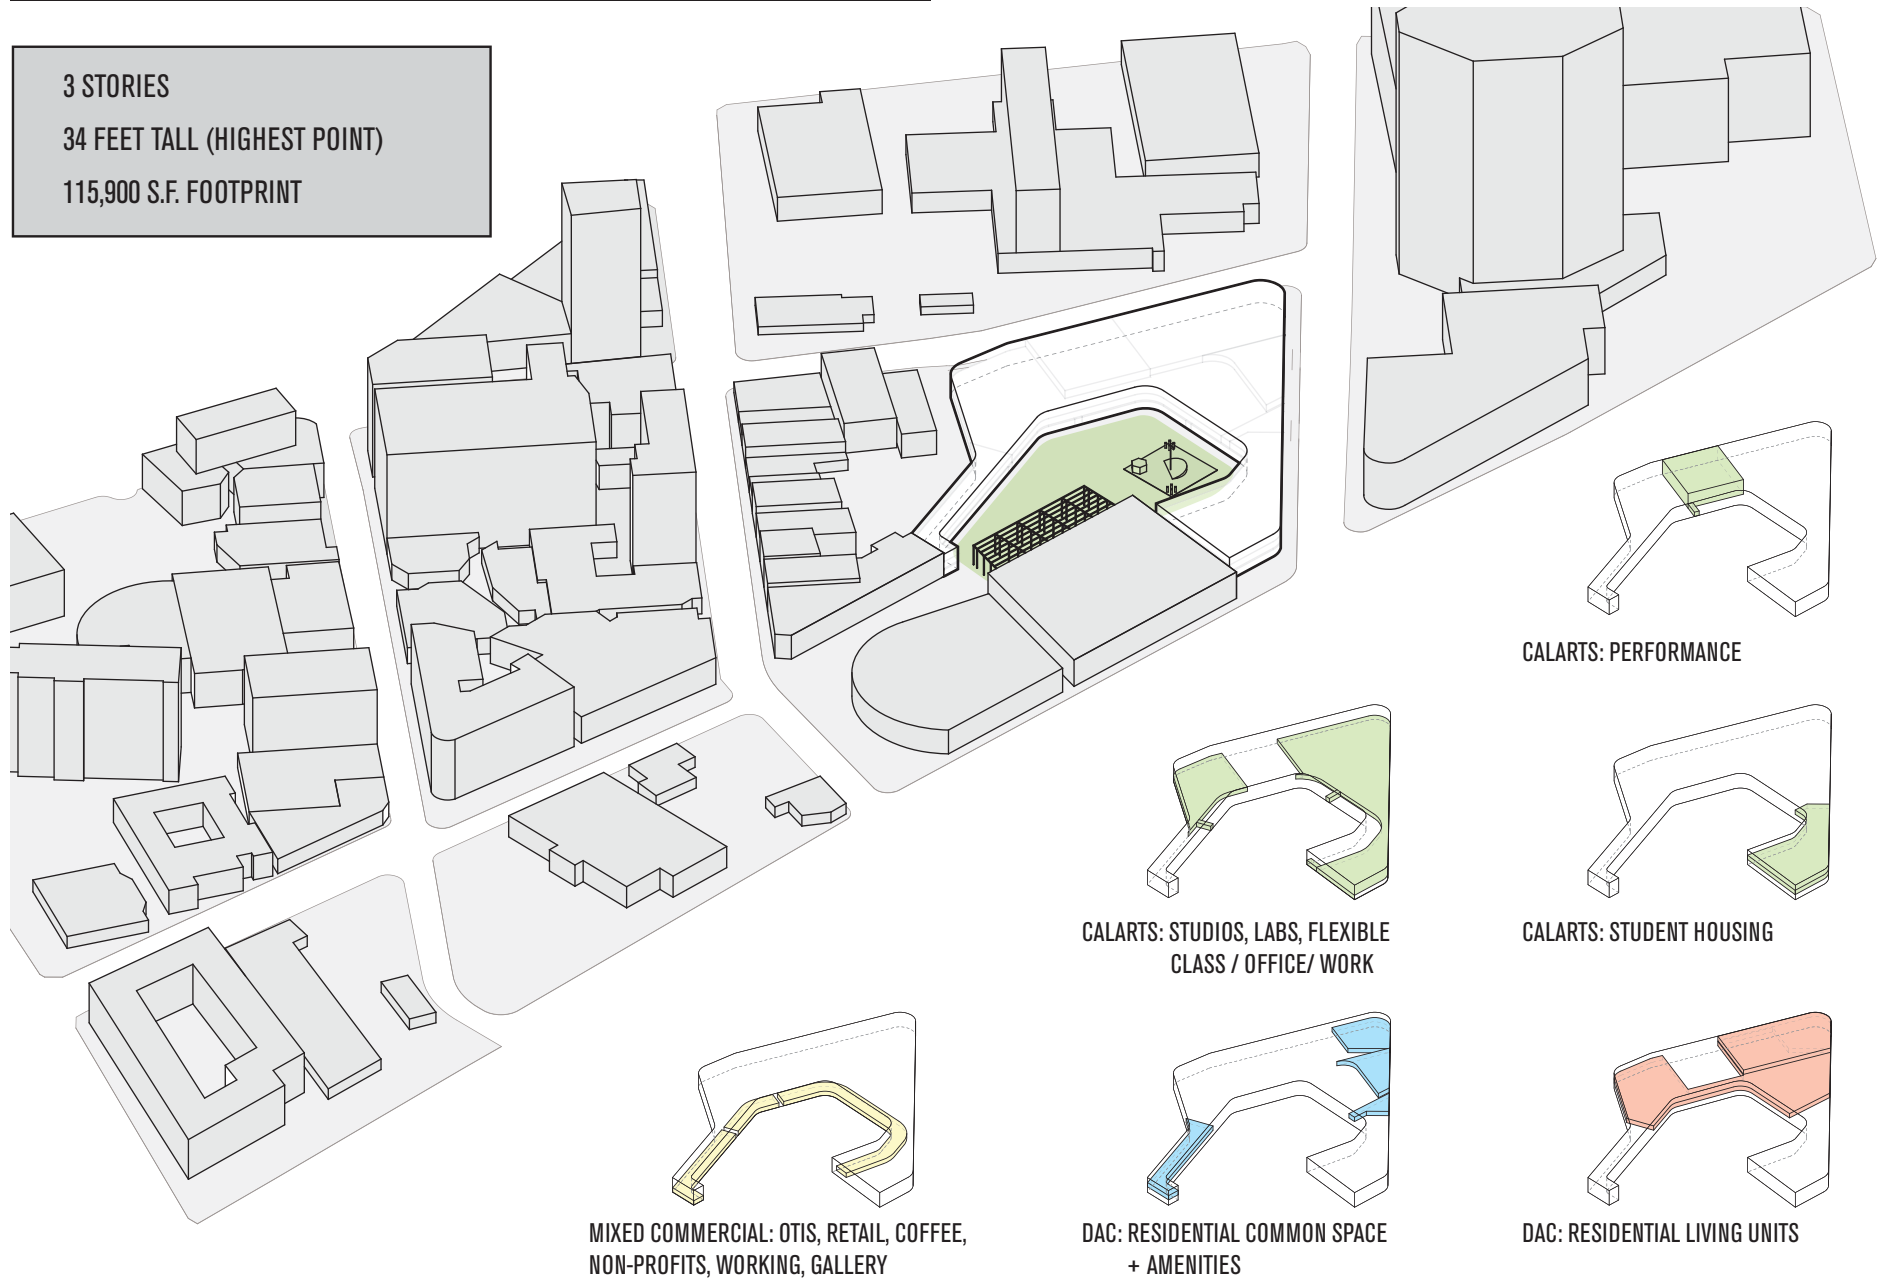 3 STORIES
34 FEET TALL (HIGHEST POINT)
115,900 S.F. FOOTPRINT
CALARTS: PERFORMANCE
CALARTS: STUDIOS, LABS, FLEXIBLE
CLASS / OFFICE/ WORK
CALARTS: STUDENT HOUSING
MIXED COMMERCIAL: OTIS, RETAIL, COFFEE,
NON-PROFITS, WORKING, GALLERY
DAC: RESIDENTIAL COMMON SPACE
+ AMENITIES
DAC: RESIDENTIAL LIVING UNITS